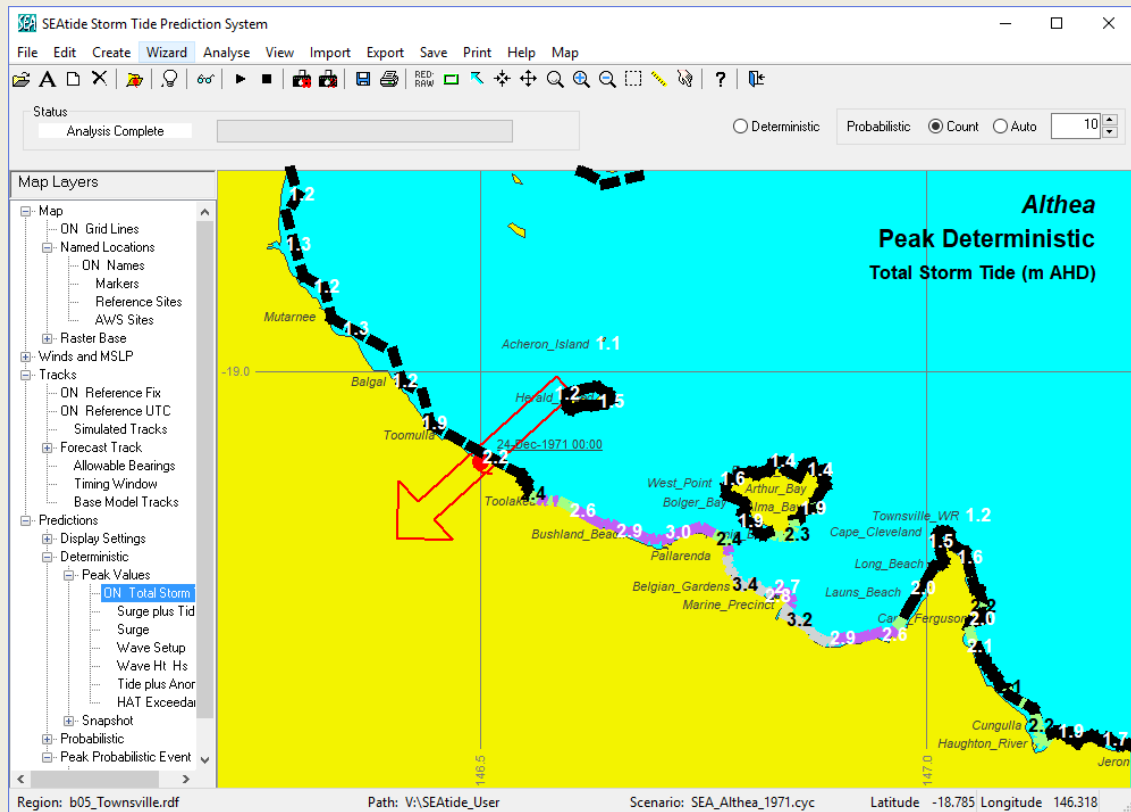 SEAtide Storm Tide Prediction System
File Edit Create Wizard Analyse View Import Export Save Print Help Map
RED-
RAW
Status
Analysis Complete
Deterministic Probabilistic Count Auto 10
Map Layers
Map
ON Grid Lines
Named Locations
ON Names
Markers
Reference Sites
AWS Sites
Raster Base
Winds and MSLP
Tracks
ON Reference Fix
ON Reference UTC
Simulated Tracks
Forecast Track
Allowable Bearings
Timing Window
Base Model Tracks
Predictions
Display Settings
Deterministic
Peak Values
ON Total Storm
Surge plus Tid
Surge
Wave Setup
Wave Ht Hs
Tide plus Anor
HAT Exceedar
Snapshot
Probabilistic
Peak Probabilistic Event
Althea
Peak Deterministic
Total Storm Tide (m AHD)
1.2
1.3
1.2
Mutarnee
1.3
Acheron_Island 1.1
-19.0
Balgal 1.2
1.2
1.5
Toomulla 1.9
24-Dec-1971 00:00
2.2
1.4
West_Point 1.6 1.4
Arthur_Bay
Bolger_Bay
1.9
1.9
Townsville_WR 1.2
2.6
Bushland_Beach 2.9 3.0
2.4
2.3
Cape_Cleveland 1.5
1.6
Pallarenda
Long_Beach
Belgian_Gardens 3.4 2.7
2.8
Launs_Beach 2.0
Marine_Precinct
2.2
3.2
2.0
2.9 2.6
2.1
Cungulla 2.2 1.9 1.7
Haughton_River
Jeron
146.5
147.0
Region: b05_Townsville.rdf Path: V:\SEAtide_User Scenario: SEA_Althea_1971.cyc Latitude -18.785 Longitude 146.318